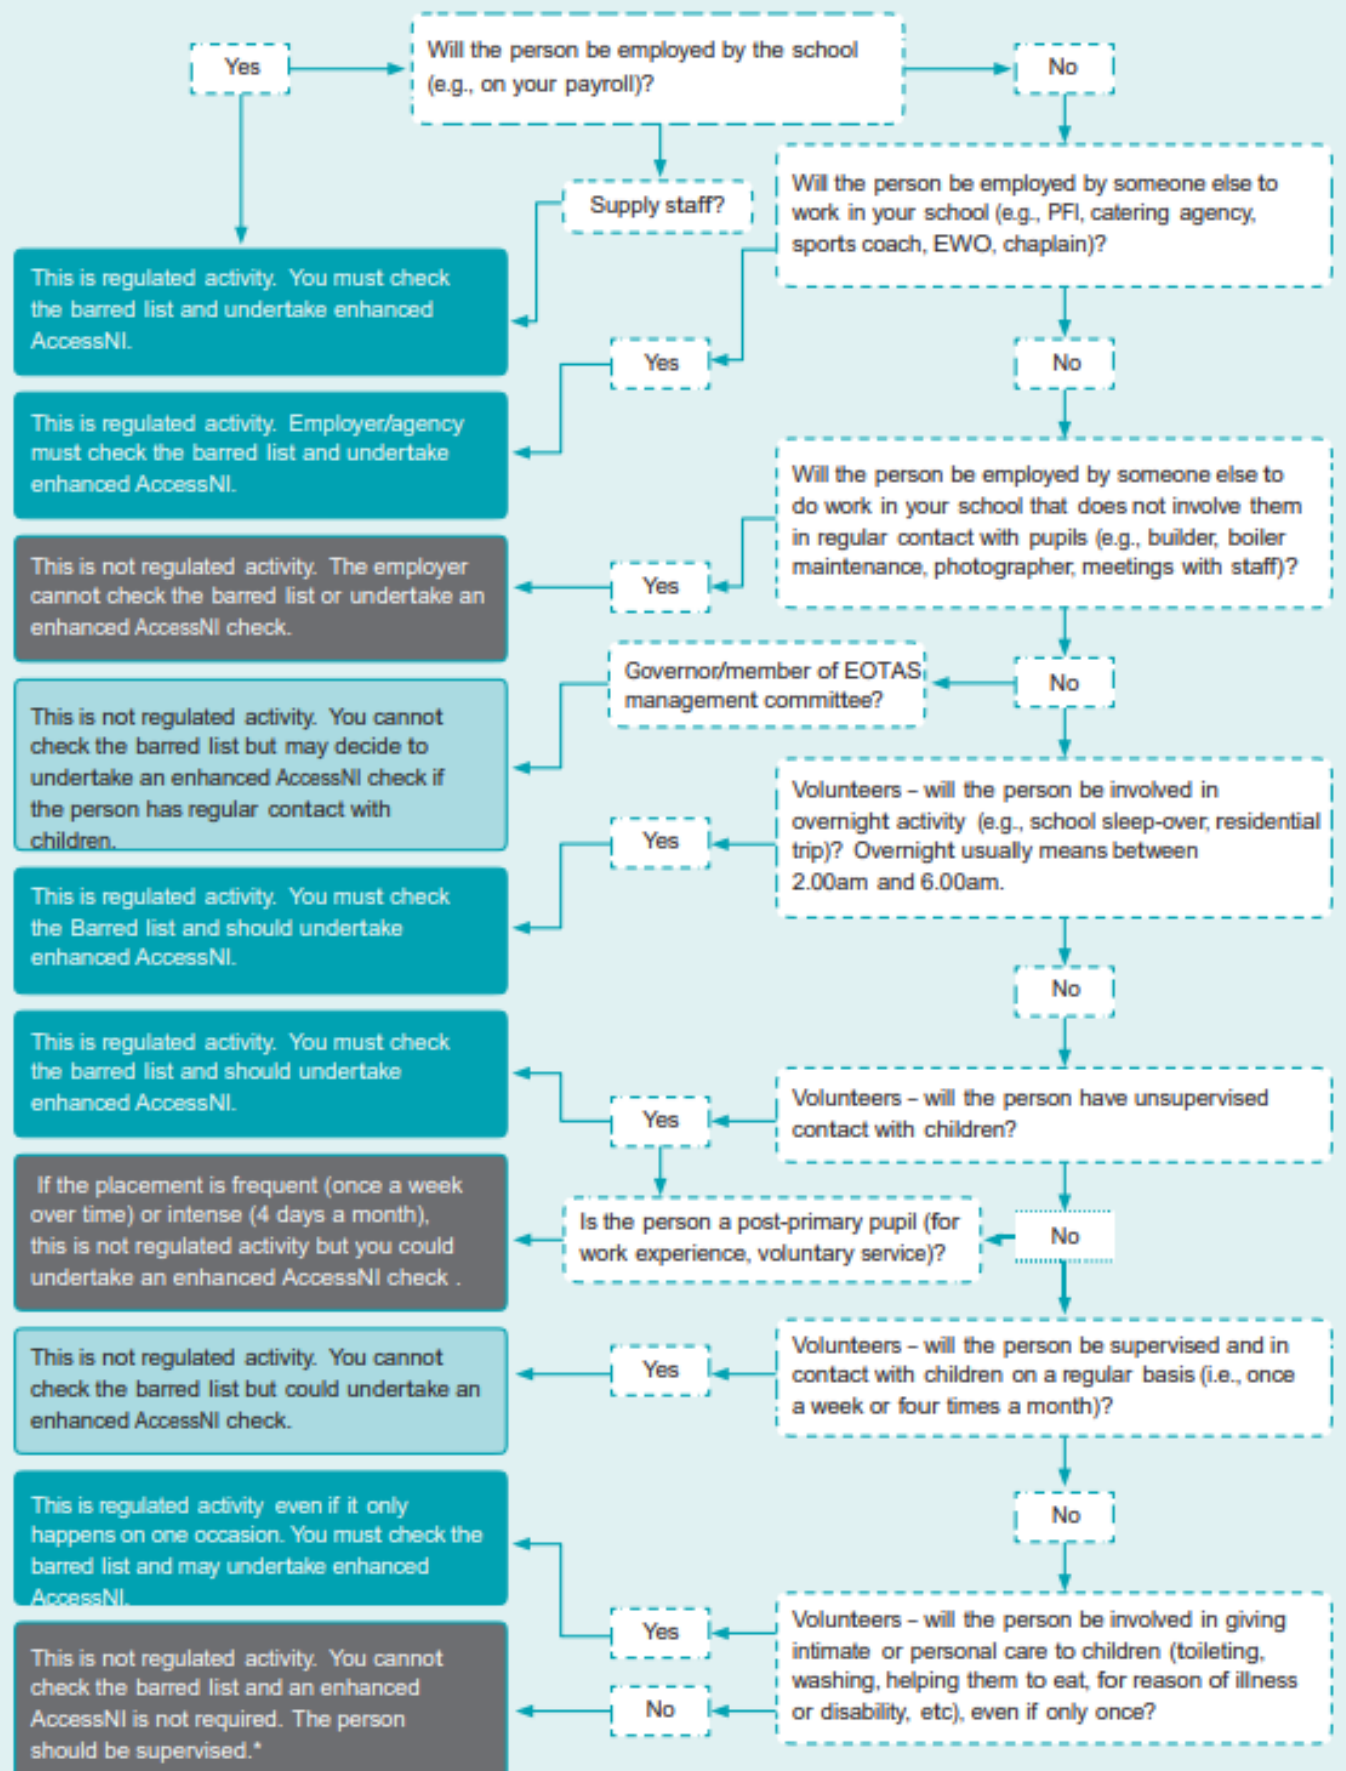 Will the person be employed by the school
(e.g., on your payroll)?
Yes
No
Supply staff?
Will the person be employed by someone else to
work in your school (e.g., PFI, catering agency,
sports coach, EWO, chaplain)?
This is regulated activity. You must check
the barred list and undertake enhanced
AccessNI.
Yes
No
This is regulated activity. Employer/agency
must check the barred list and undertake
enhanced AccessNI.
Will the person be employed by someone else to
do work in your school that does not involve them
in regular contact with pupils (e.g., builder, boiler
maintenance, photographer, meetings with staff)?
This is not regulated activity. The employer
cannot check the barred list or undertake an
enhanced AccessNI check.
Yes
No
Governor/member of EOTAS
management committee?
This is not regulated activity. You cannot
check the barred list but may decide to
undertake an enhanced AccessNI check if
the person has regular contact with
children.
Volunteers – will the person be involved in
overnight activity (e.g., school sleep-over, residential
trip)? Overnight usually means between
2.00am and 6.00am.
Yes
This is regulated activity. You must check
the Barred list and should undertake
enhanced AccessNI.
No
This is regulated activity. You must check
the barred list and should undertake
enhanced AccessNI.
Volunteers – will the person have unsupervised
contact with children?
Yes
If the placement is frequent (once a week
over time) or intense (4 days a month),
this is not regulated activity but you could
undertake an enhanced AccessNI check .
Is the person a post-primary pupil (for
work experience, voluntary service)?
No
This is not regulated activity. You cannot
check the barred list but could undertake an
enhanced AccessNI check.
Yes
Volunteers – will the person be supervised and in
contact with children on a regular basis (i.e., once
a week or four times a month)?
No
This is regulated activity even if it only
happens on one occasion. You must check the
barred list and may undertake enhanced
AccessNI.
Yes
Volunteers – will the person be involved in giving
intimate or personal care to children (toileting,
washing, helping them to eat, for reason of illness
or disability, etc), even if only once?
No
This is not regulated activity. You cannot
check the barred list and an enhanced
AccessNI is not required. The person
should be supervised.*